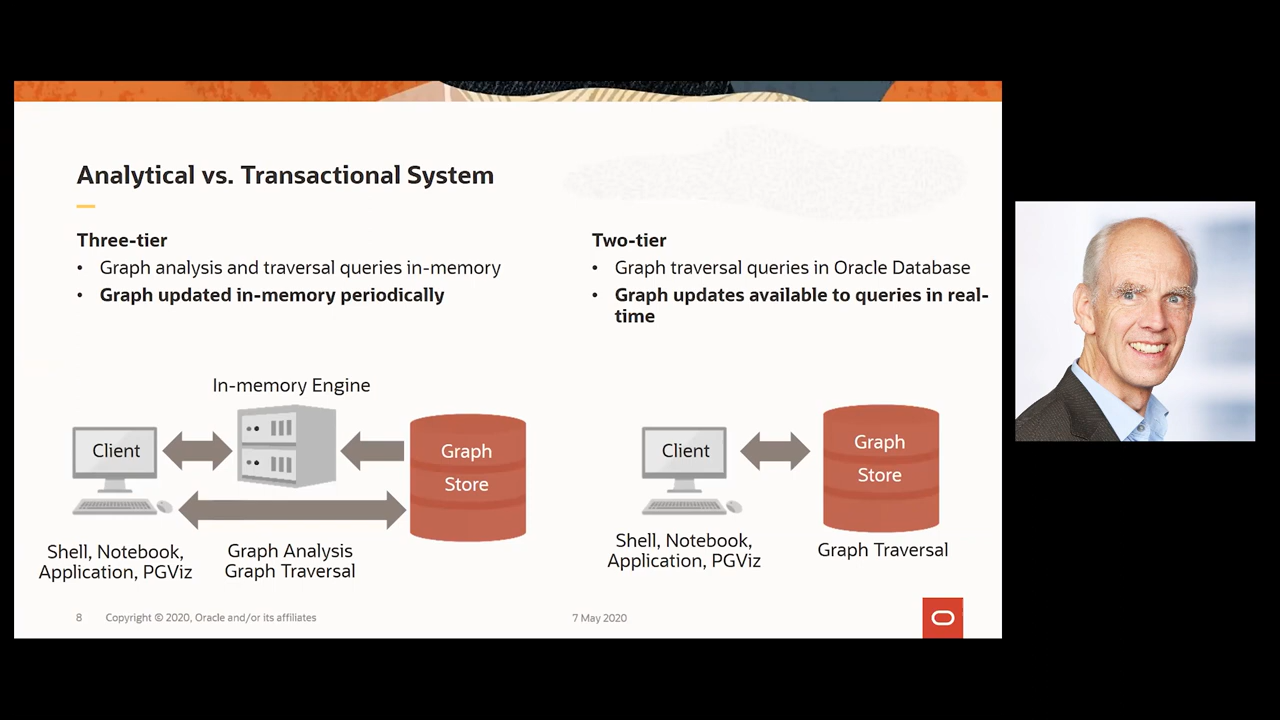 Analytical vs. Transactional System
Three-tier
• Graph analysis and traversal queries in-memory
• Graph updated in-memory periodically
Two-tier
• Graph traversal queries in Oracle Database
• Graph updates available to queries in real-
time
In-memory Engine
Client
Graph
Store
Shell, Notebook,
Application, PGViz
Graph Analysis
Graph Traversal
Client
Graph
Store
Shell, Notebook,
Application, PGViz
Graph Traversal
8 Copyright © 2020, Oracle and/or its affiliates
7 May 2020